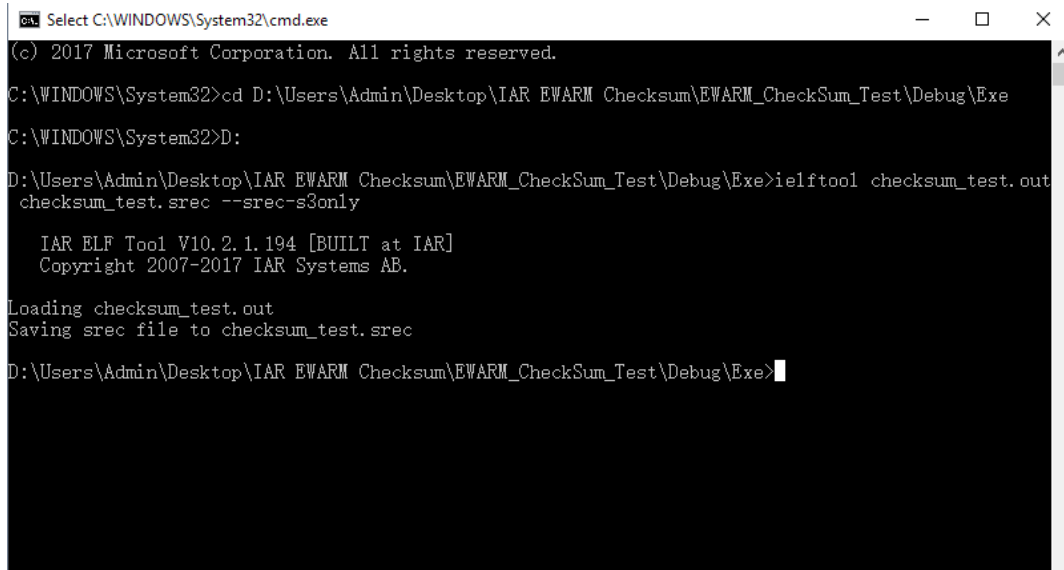 Select C:\WINDOWS\System32\cmd.exe
(c) 2017 Microsoft Corporation. All rights reserved.
C:\WINDOWS\System32>cd D:\Users\Admin\Desktop\IAR EWARM Checksum\EWARM_CheckSum_Test\Debug\Exe
C:\WINDOWS\System32>D:
D:\Users\Admin\Desktop\IAR EWARM Checksum\EWARM_CheckSum_Test\Debug\Exe>ielftool checksum_test.out
checksum_test.srec --srec-s3only
IAR ELF Tool V10.2.1.194 [BUILT at IAR]
Copyright 2007-2017 IAR Systems AB.
Loading checksum_test.out
Saving srec file to checksum_test.srec
D:\Users\Admin\Desktop\IAR EWARM Checksum\EWARM_CheckSum_Test\Debug\Exe>